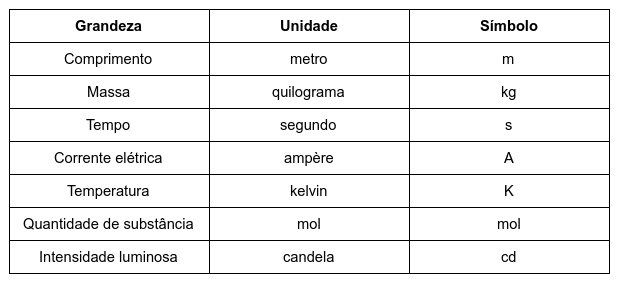 Grandeza Unidade Símbolo
Comprimento metro m
Massa quilograma kg
Tempo segundo s
Corrente elétrica ampère A
Temperatura kelvin K
Quantidade de substância mol mol
Intensidade luminosa candela cd